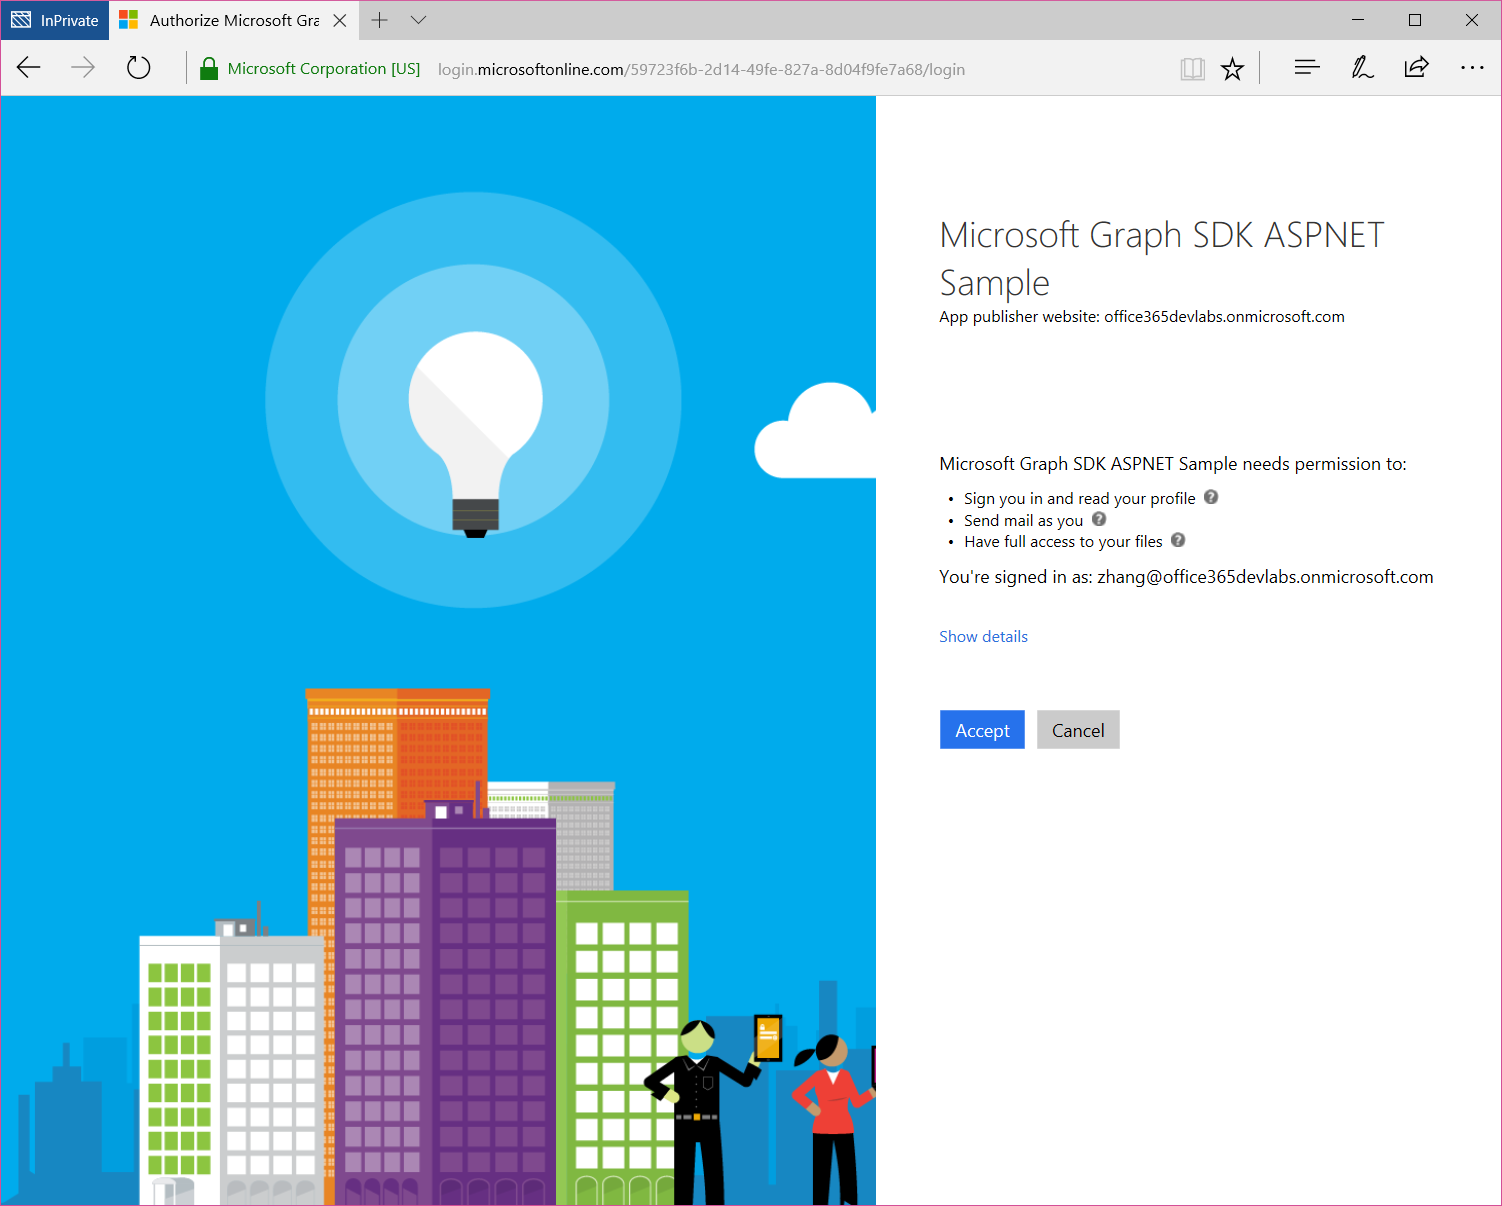 InPrivate
Authorize Microsoft Gra
Microsoft Corporation [US]
login.microsoftonline.com/59723f6b-2d14-49fe-827a-8d04f9fe7a68/login
Microsoft Graph SDK ASPNET
Sample
App publisher website: office365devlabs.onmicrosoft.com
Microsoft Graph SDK ASPNET Sample needs permission to:
• Sign you in and read your profile ?
• Send mail as you ?
• Have full access to your files ?
You're signed in as: zhang@office365devlabs.onmicrosoft.com
Show details
Accept
Cancel